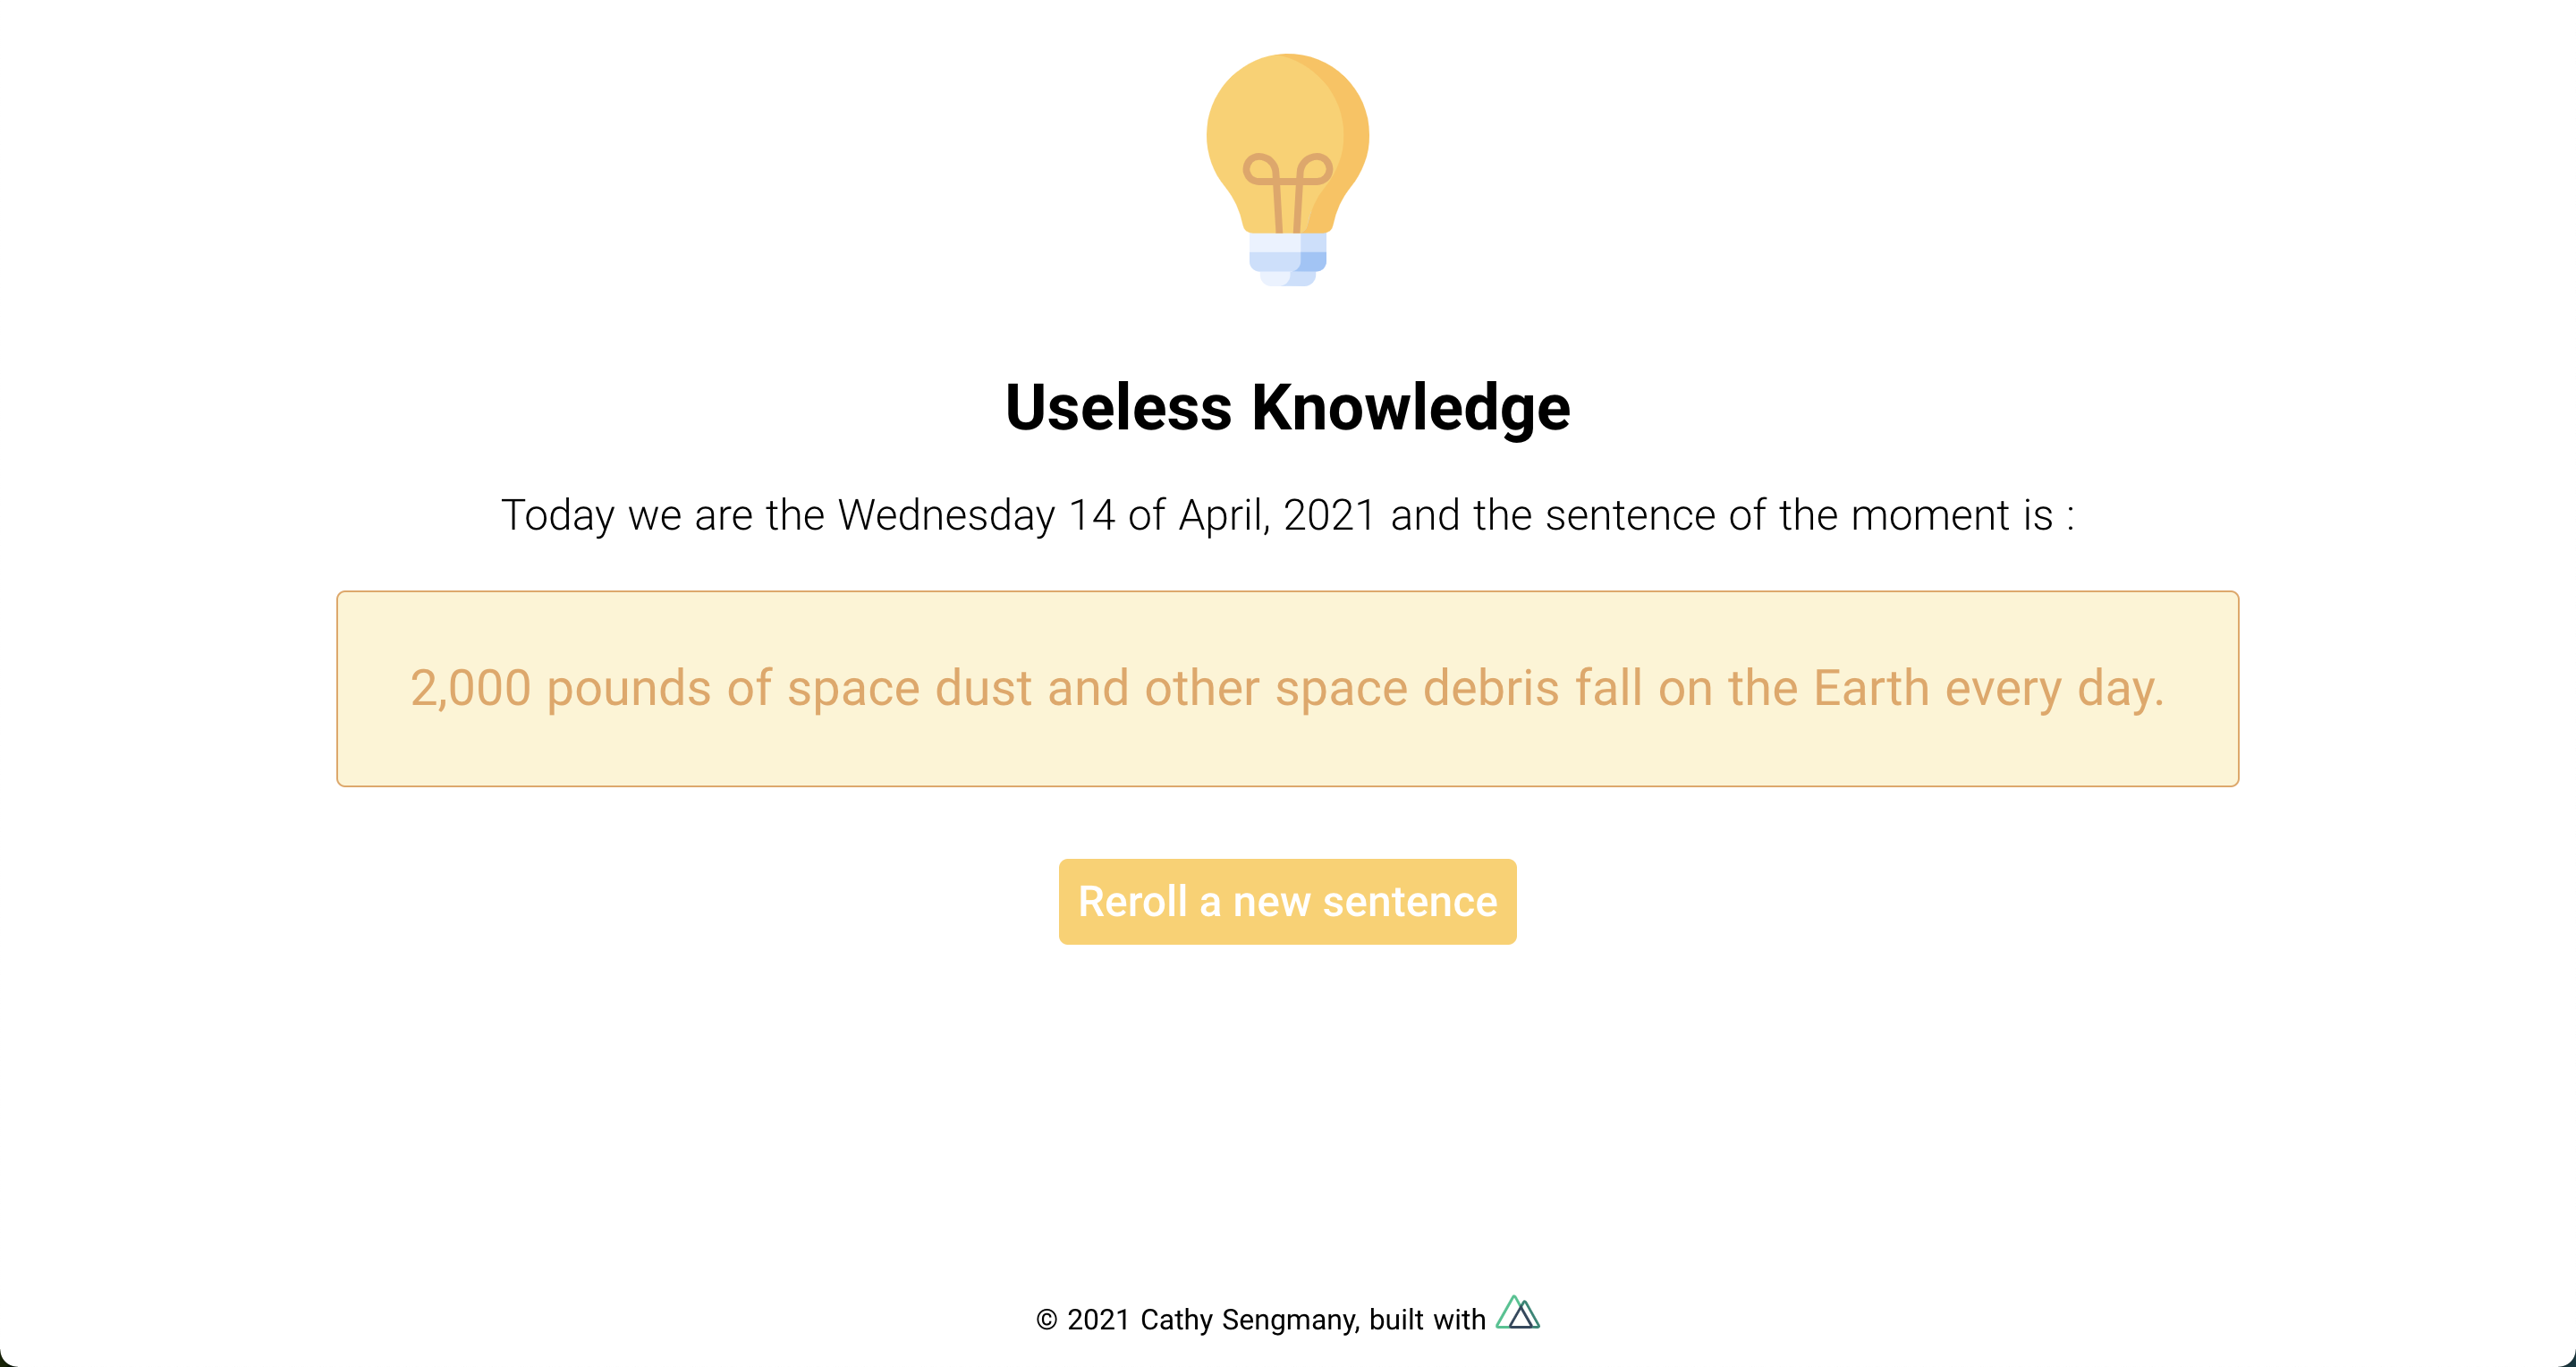 Useless Knowledge
Today we are the Wednesday 14 of April, 2021 and the sentence of the moment is :
2,000 pounds of space dust and other space debris fall on the Earth every day.
Reroll a new sentence
© 2021 Cathy Sengmany, built with